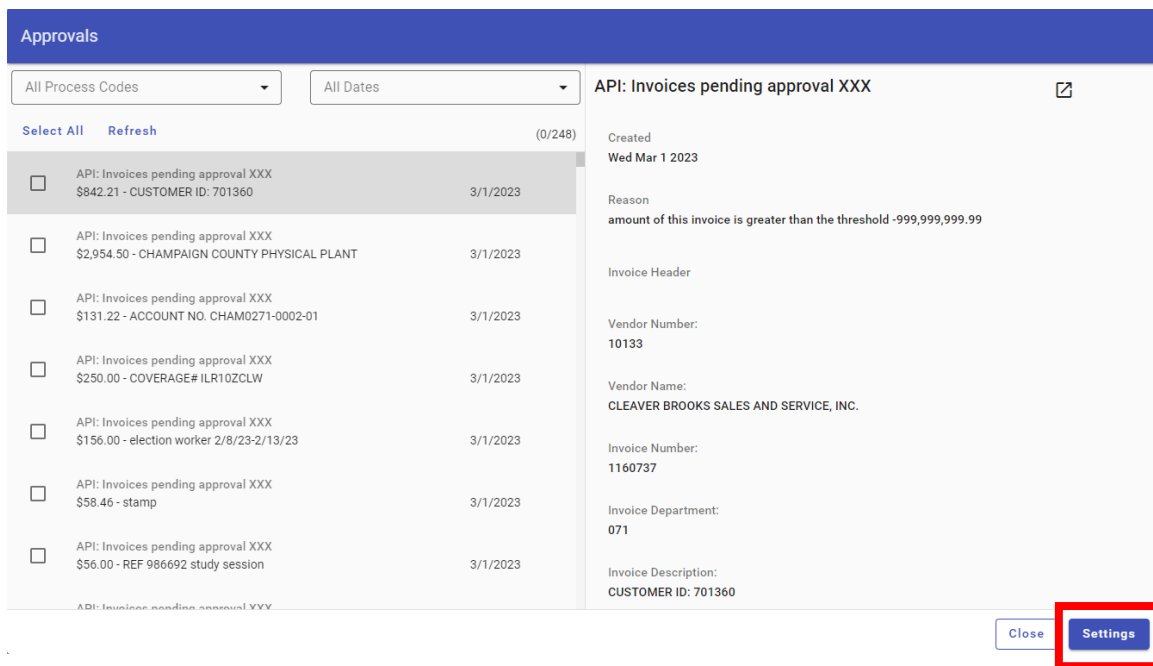 Approvals
All Process Codes
All Dates
Select All
Refresh
(0/248)
API: Invoices pending approval XXX
$842.21 - CUSTOMER ID: 701360
3/1/2023
API: Invoices pending approval XXX
$2,954.50 - CHAMPAIGN COUNTY PHYSICAL PLANT
3/1/2023
API: Invoices pending approval XXX
$131.22 - ACCOUNT NO. CHAM0271-0002-01
3/1/2023
API: Invoices pending approval XXX
$250.00 - COVERAGE# ILR10ZCLW
3/1/2023
API: Invoices pending approval XXX
$156.00 - election worker 2/8/23-2/13/23
3/1/2023
API: Invoices pending approval XXX
$58.46 - stamp
3/1/2023
API: Invoices pending approval XXX
$56.00 - REF 986692 study session
3/1/2023
API: Invoices pending approval XXX
API: Invoices pending approval XXX
Created
Wed Mar 1 2023
Reason
amount of this invoice is greater than the threshold -999,999,999.99
Invoice Header
Vendor Number:
10133
Vendor Name:
CLEAVER BROOKS SALES AND SERVICE, INC.
Invoice Number:
1160737
Invoice Department:
071
Invoice Description:
CUSTOMER ID: 701360
Close
Settings